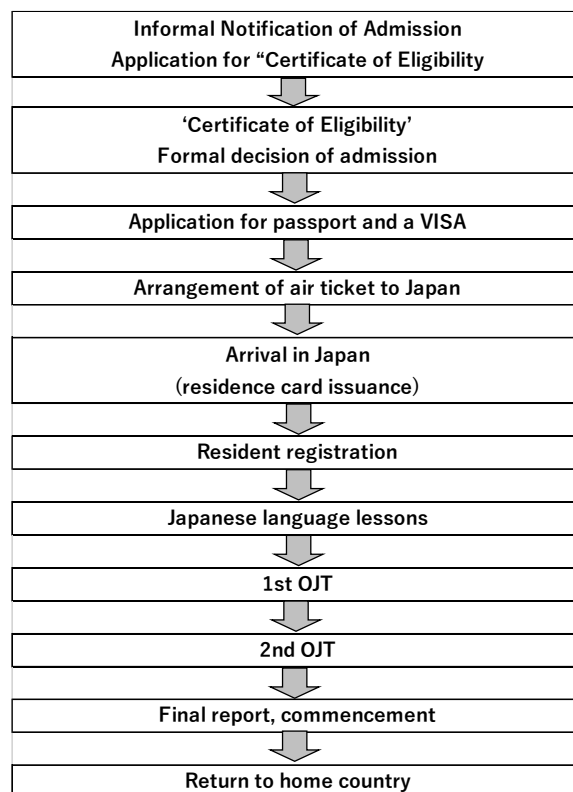 Informal Notification of Admission
Application for “Certificate of Eligibility
‘Certificate of Eligibility’
Formal decision of admission
Application for passport and a VISA
Arrangement of air ticket to Japan
Arrival in Japan
(residence card issuance)
Resident registration
Japanese language lessons
1st OJT
2nd OJT
Final report, commencement
Return to home country